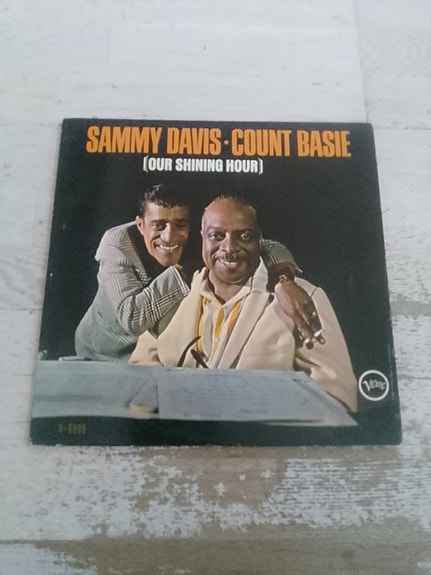 SAMMY DAVIS · COUNT BASIE
(OUR SHINING HOUR)
Verve